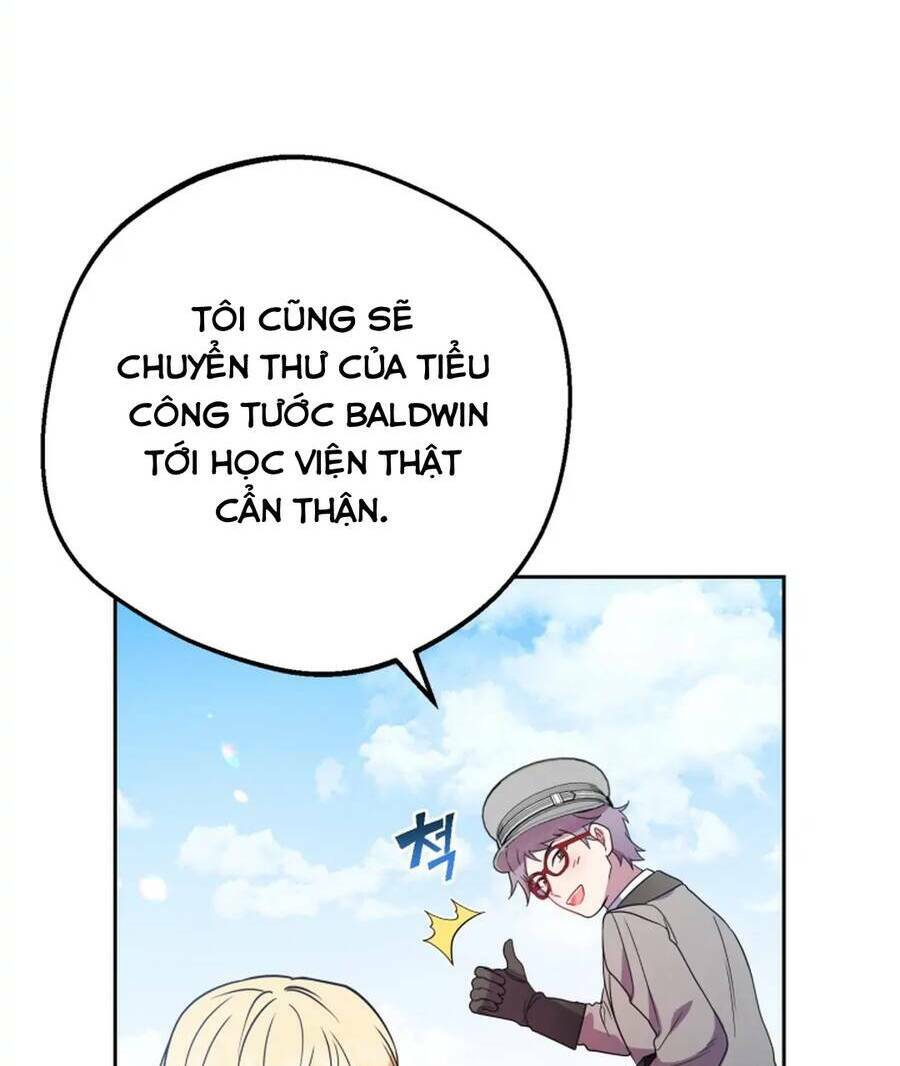 TÔI CŨNG SẼ
CHUYỂN THƯ CỦA TIỂU
CÔNG TƯỚC BALDWIN
TỚI HỌC VIỆN THẬT
CẨN THẬN.
척